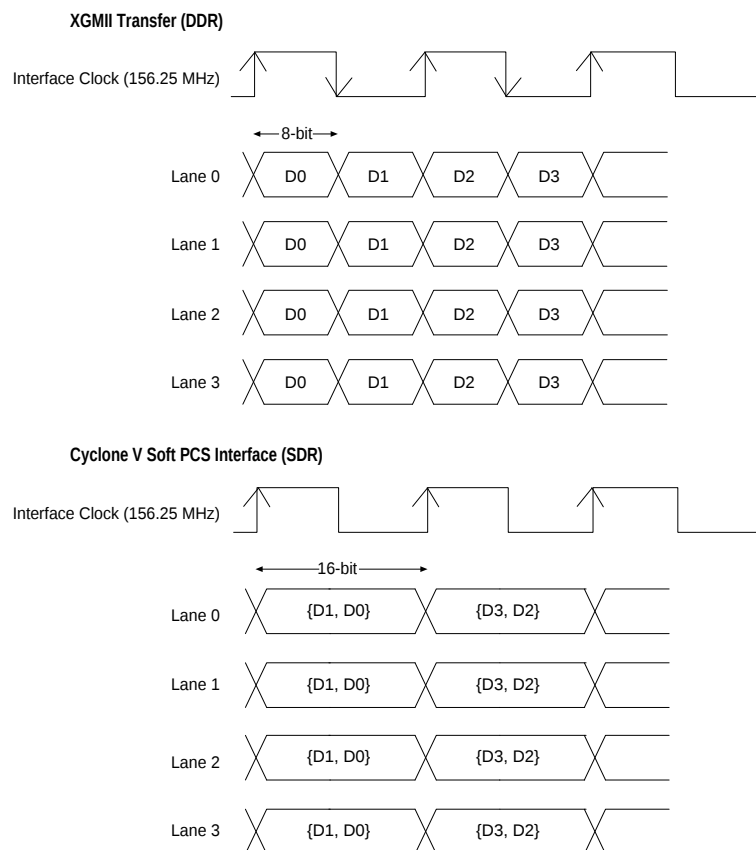 XGMII Transfer (DDR)
Interface Clock (156.25 MHz)
8-bit
Lane 0 D0 D1 D2 D3
Lane 1 D0 D1 D2 D3
Lane 2 D0 D1 D2 D3
Lane 3 D0 D1 D2 D3
Cyclone V Soft PCS Interface (SDR)
Interface Clock (156.25 MHz)
16-bit
Lane 0 {D1, D0} {D3, D2}
Lane 1 {D1, D0} {D3, D2}
Lane 2 {D1, D0} {D3, D2}
Lane 3 {D1, D0} {D3, D2}